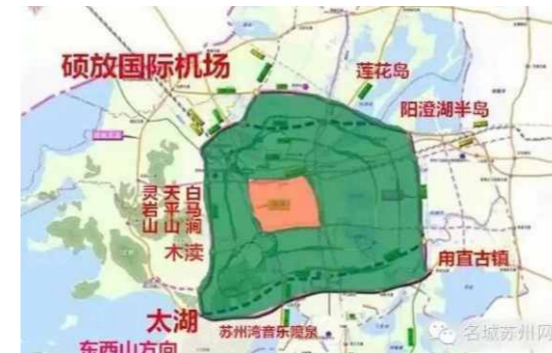 硕放国际机场
莲花岛
阳澄湖半岛
白马涧
天平山
灵岩山
木渎
甪直古镇
太湖
苏州湾音乐喷泉
东西山方向
名城苏州网